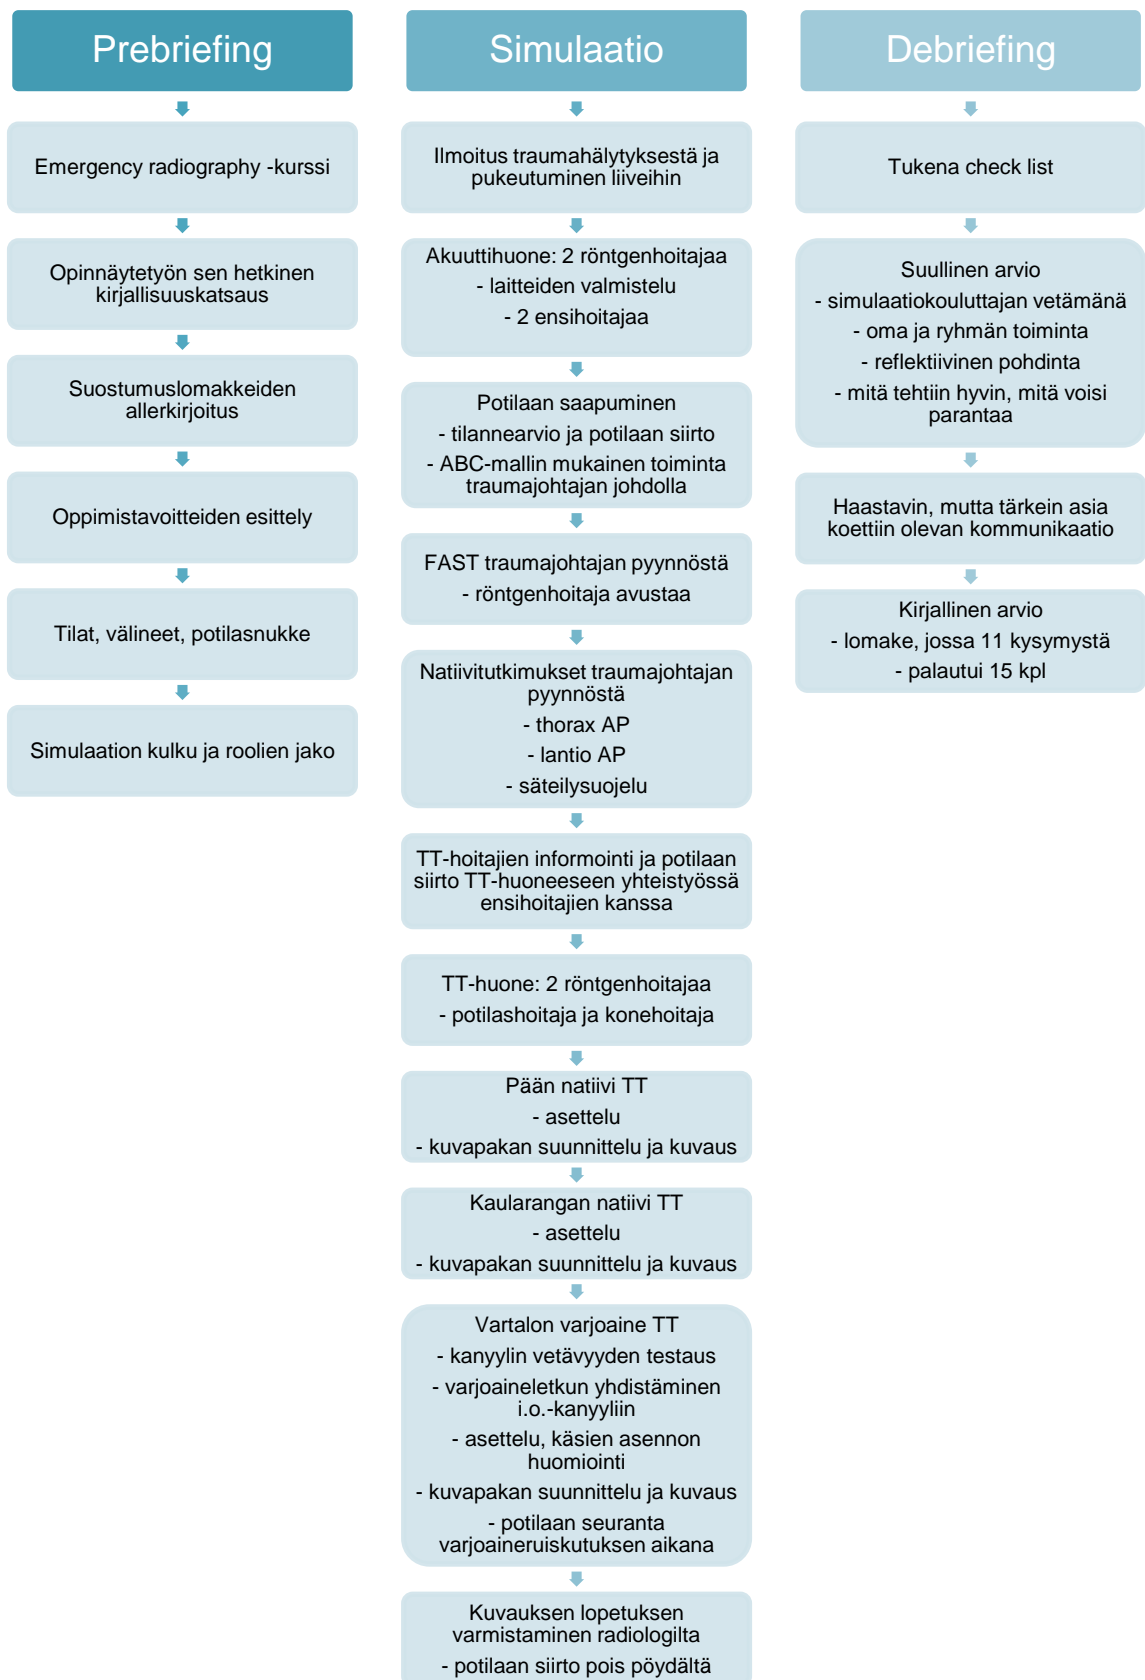 Prebriefing
Emergency radiography -kurssi
Opinnäytetyön sen hetkinen
kirjallisuuskatsaus
Suostumuslomakkeiden
allerkirjoitus
Oppimistavoitteiden esittely
Tilat, välineet, potilasnukke
Simulaation kulku ja roolien jako
Simulaatio
Ilmoitus traumahälytyksestä ja
pukeutuminen liiveihin
Akuuttihuone: 2 röntgenhoitajaa
- laitteiden valmistelu
- 2 ensihoitajaa
Potilaan saapuminen
- tilannearvio ja potilaan siirto
- ABC-mallin mukainen toiminta
traumajohtajan johdolla
FAST traumajohtajan pyynnöstä
- röntgenhoitaja avustaa
Natiivitutkimukset traumajohtajan
pyynnöstä
- thorax AP
- lantio AP
- säteilysuojelu
TT-hoitajien informointi ja potilaan
siirto TT-huoneeseen yhteistyössä
ensihoitajien kanssa
TT-huone: 2 röntgenhoitajaa
- potilashoitaja ja konehoitaja
Pään natiivi TT
- asettelu
- kuvapakan suunnittelu ja kuvaus
Kaularangan natiivi TT
- asettelu
- kuvapakan suunnittelu ja kuvaus
Vartalon varjoaine TT
- kanyylin vetävyyden testaus
- varjoaineletkun yhdistäminen
i.o.-kanyyliin
- asettelu, käsien asennon
huomiointi
- kuvapakan suunnittelu ja kuvaus
- potilaan seuranta
varjoaineruiskutuksen aikana
Kuvauksen lopetuksen
varmistaminen radiologilta
- potilaan siirto pois pöydältä
Debriefing
Tukena check list
Suullinen arvio
- simulaatiokouluttajan vetämänä
- oma ja ryhmän toiminta
- reflektiivinen pohdinta
- mitä tehtiin hyvin, mitä voisi
parantaa
Haastavin, mutta tärkein asia
koettiin olevan kommunikaatio
Kirjallinen arvio
- lomake, jossa 11 kysymystä
- palautui 15 kpl